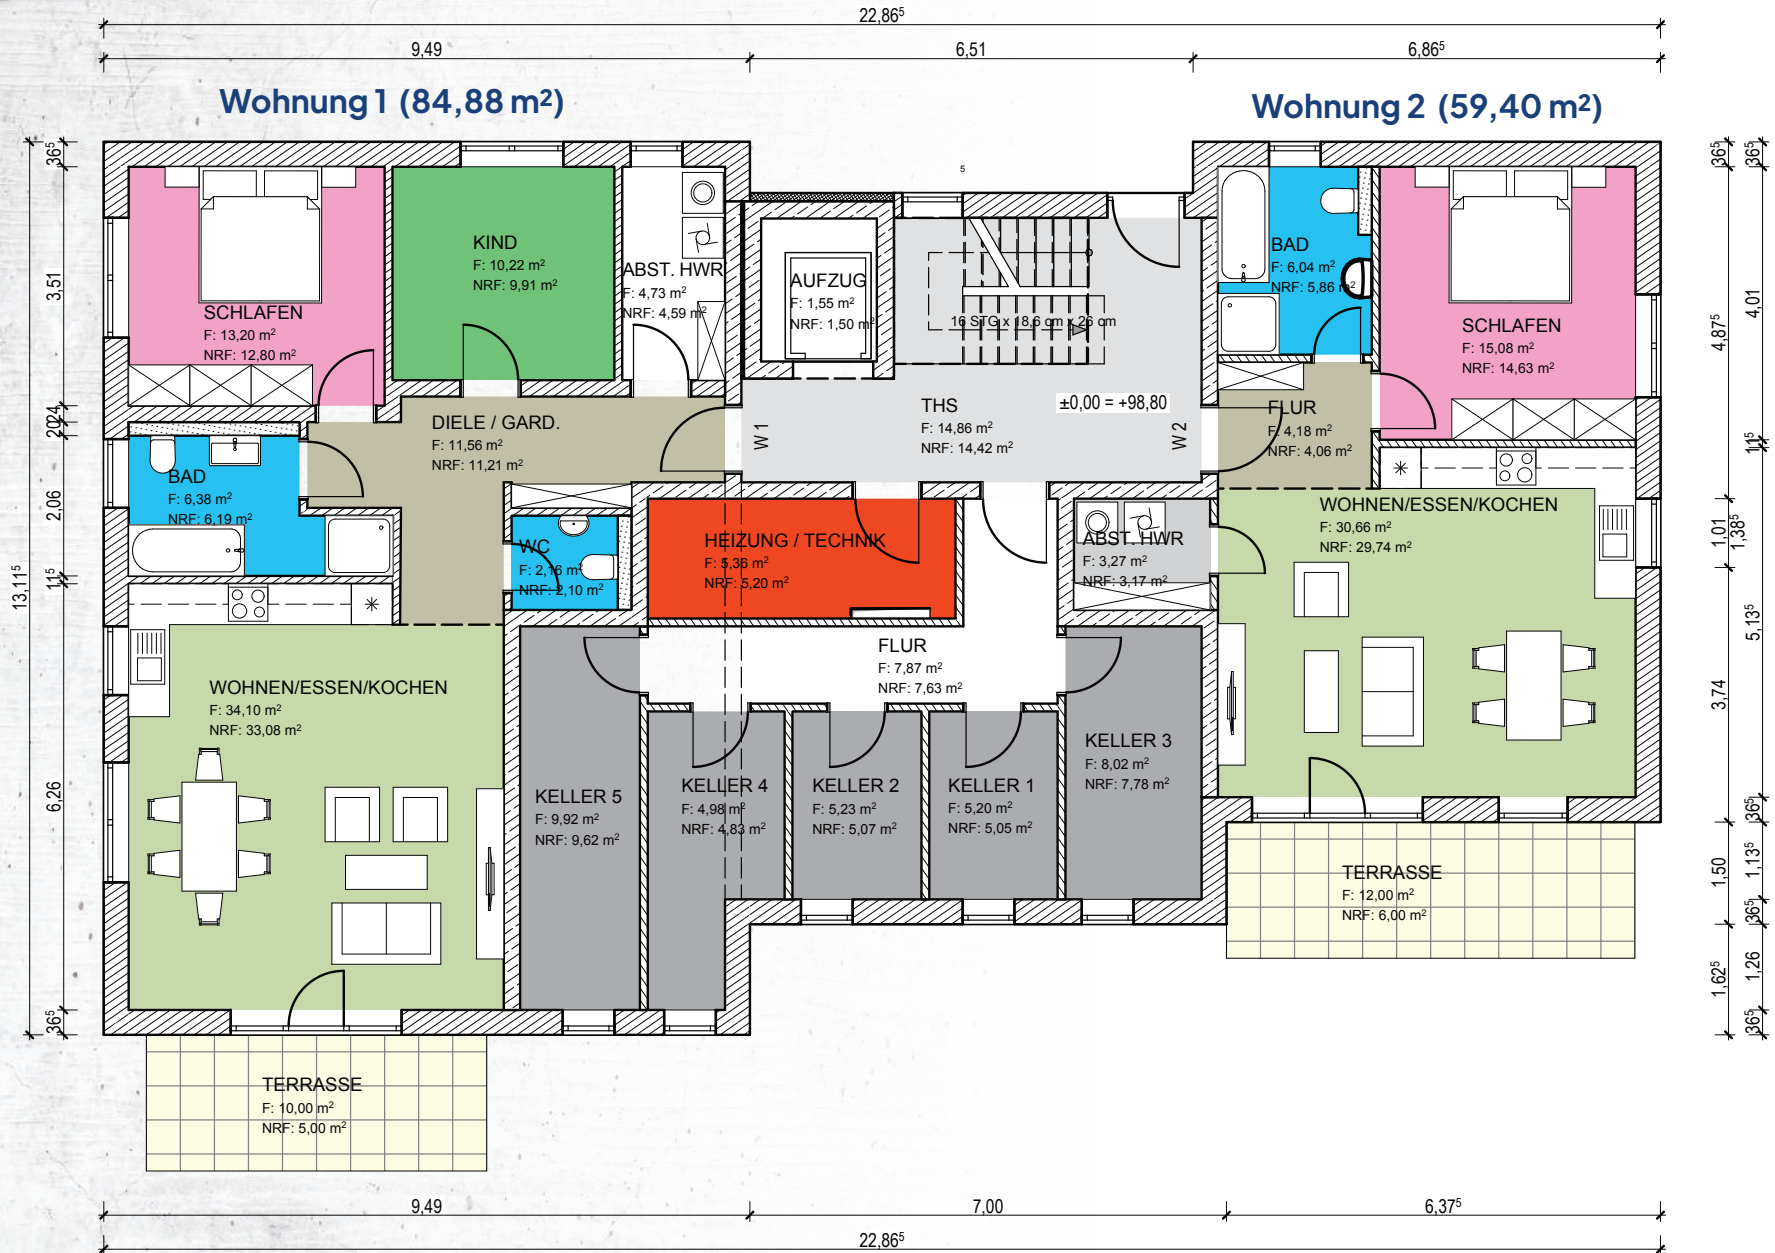 22,86⁵
9,49
6,51
6,86⁵
Wohnung 1 (84,88 m²)
Wohnung 2 (59,40 m²)
36⁵
3,51
24
20
2,06
11⁵
6,26
36⁵
13,11⁵
SCHLAFEN
F: 13,20 m²
NRF: 12,80 m²
KIND
F: 10,22 m²
NRF: 9,91 m²
ABST. HWR
F: 4,73 m²
NRF: 4,59 m²
AUFZUG
F: 1,55 m²
NRF: 1,50 m²
5
16 STG x 18,6 cm x 26 cm
BAD
F: 6,04 m²
NRF: 5,86 m²
SCHLAFEN
F: 15,08 m²
NRF: 14,63 m²
DIELE / GARD.
F: 11,56 m²
NRF: 11,21 m²
W 1
THS
F: 14,86 m²
NRF: 14,42 m²
±0,00 = +98,80
W 2
FLUR
F: 4,18 m²
NRF: 4,06 m²
BAD
F: 6,38 m²
NRF: 6,19 m²
WC
F: 2,16 m²
NRF: 2,10 m²
HEIZUNG / TECHNIK
F: 5,36 m²
NRF: 5,20 m²
ABST. HWR
F: 3,27 m²
NRF: 3,17 m²
WOHNEN/ESSEN/KOCHEN
F: 30,66 m²
NRF: 29,74 m²
WOHNEN/ESSEN/KOCHEN
F: 34,10 m²
NRF: 33,08 m²
FLUR
F: 7,87 m²
NRF: 7,63 m²
KELLER 5
F: 9,92 m²
NRF: 9,62 m²
KELLER 4
F: 4,98 m²
NRF: 4,83 m²
KELLER 2
F: 5,23 m²
NRF: 5,07 m²
KELLER 1
F: 5,20 m²
NRF: 5,05 m²
KELLER 3
F: 8,02 m²
NRF: 7,78 m²
TERRASSE
F: 12,00 m²
NRF: 6,00 m²
TERRASSE
F: 10,00 m²
NRF: 5,00 m²
36⁵
4,87⁵
1,01
3,74
1,50
1,62⁵
36⁵
4,01
11⁵
1,38⁵
5,13⁵
36⁵
1,13⁵
36⁵
1,26
36⁵
9,49
7,00
6,37⁵
22,86⁵